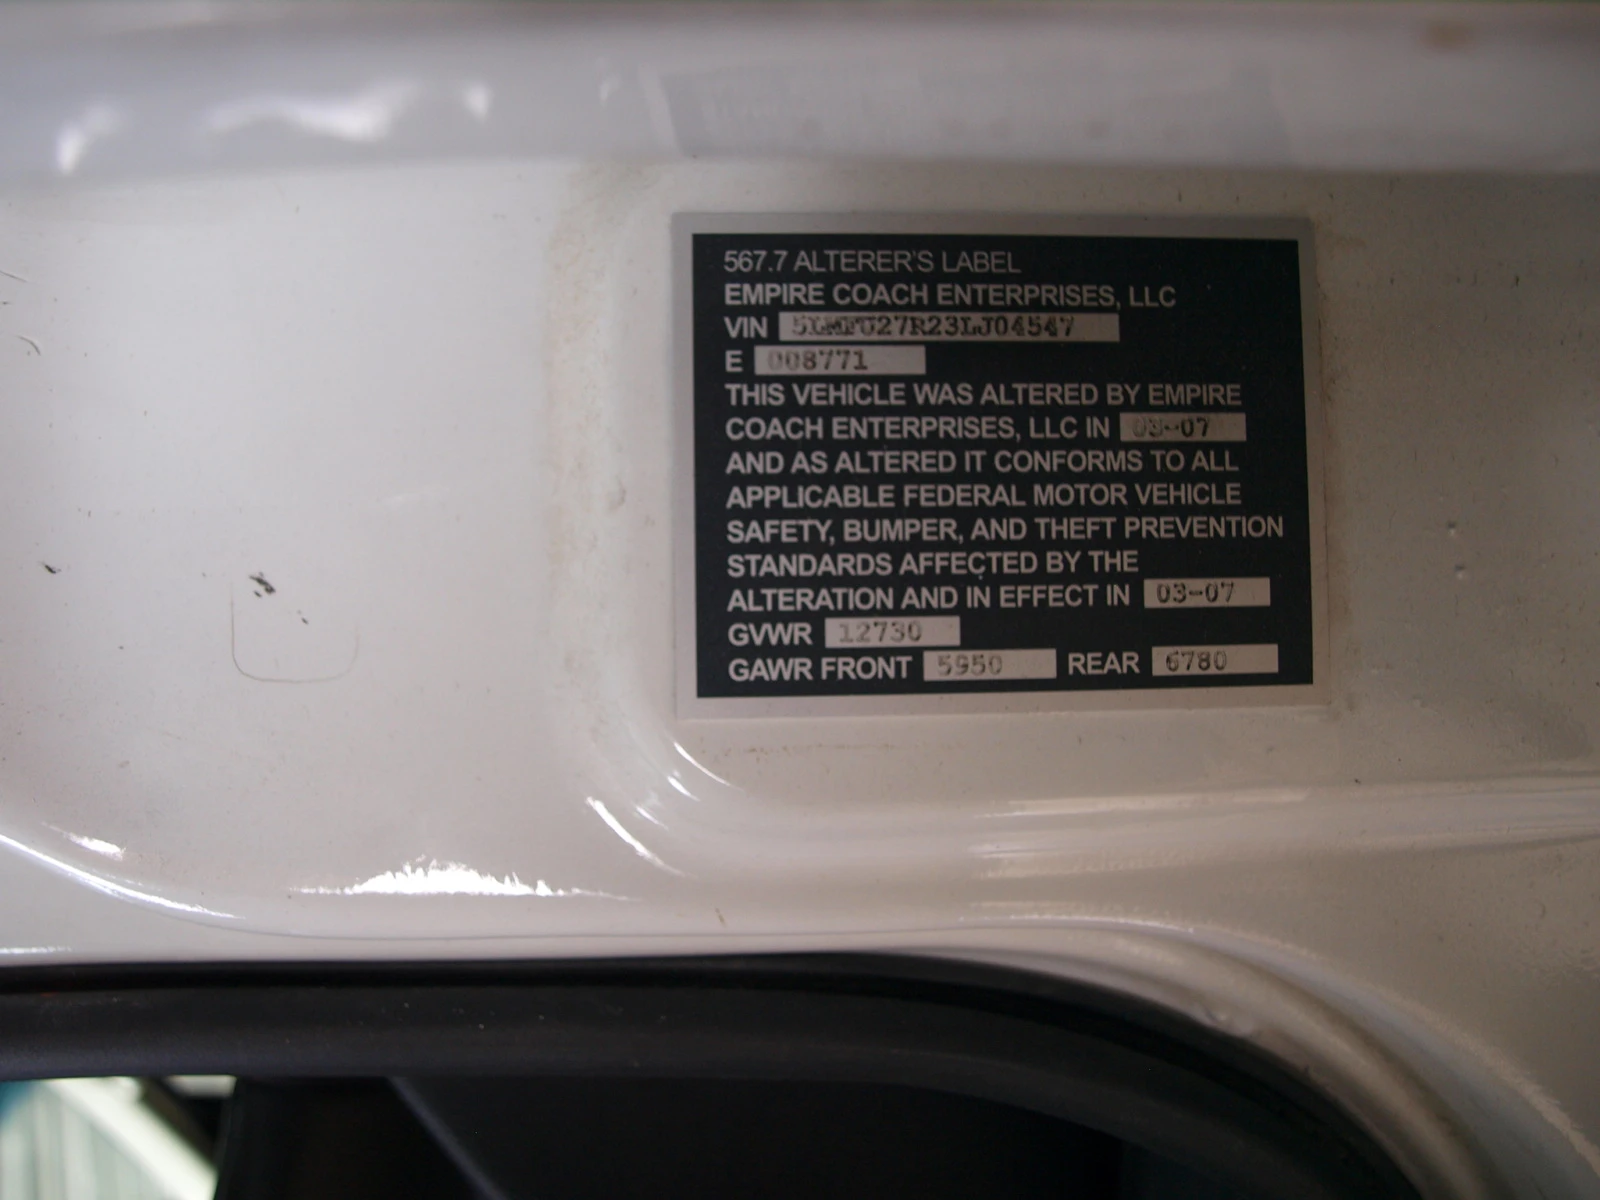 567.7 ALTERER'S LABEL
EMPIRE COACH ENTERPRISES, LLC
VIN 5LMFU27R23LJ04547
E 008771
THIS VEHICLE WAS ALTERED BY EMPIRE
COACH ENTERPRISES, LLC IN 03-07
AND AS ALTERED IT CONFORMS TO ALL
APPLICABLE FEDERAL MOTOR VEHICLE
SAFETY, BUMPER, AND THEFT PREVENTION
STANDARDS AFFECTED BY THE
ALTERATION AND IN EFFECT IN 03-07
GVWR 12730
GAWR FRONT 5950 REAR 6780